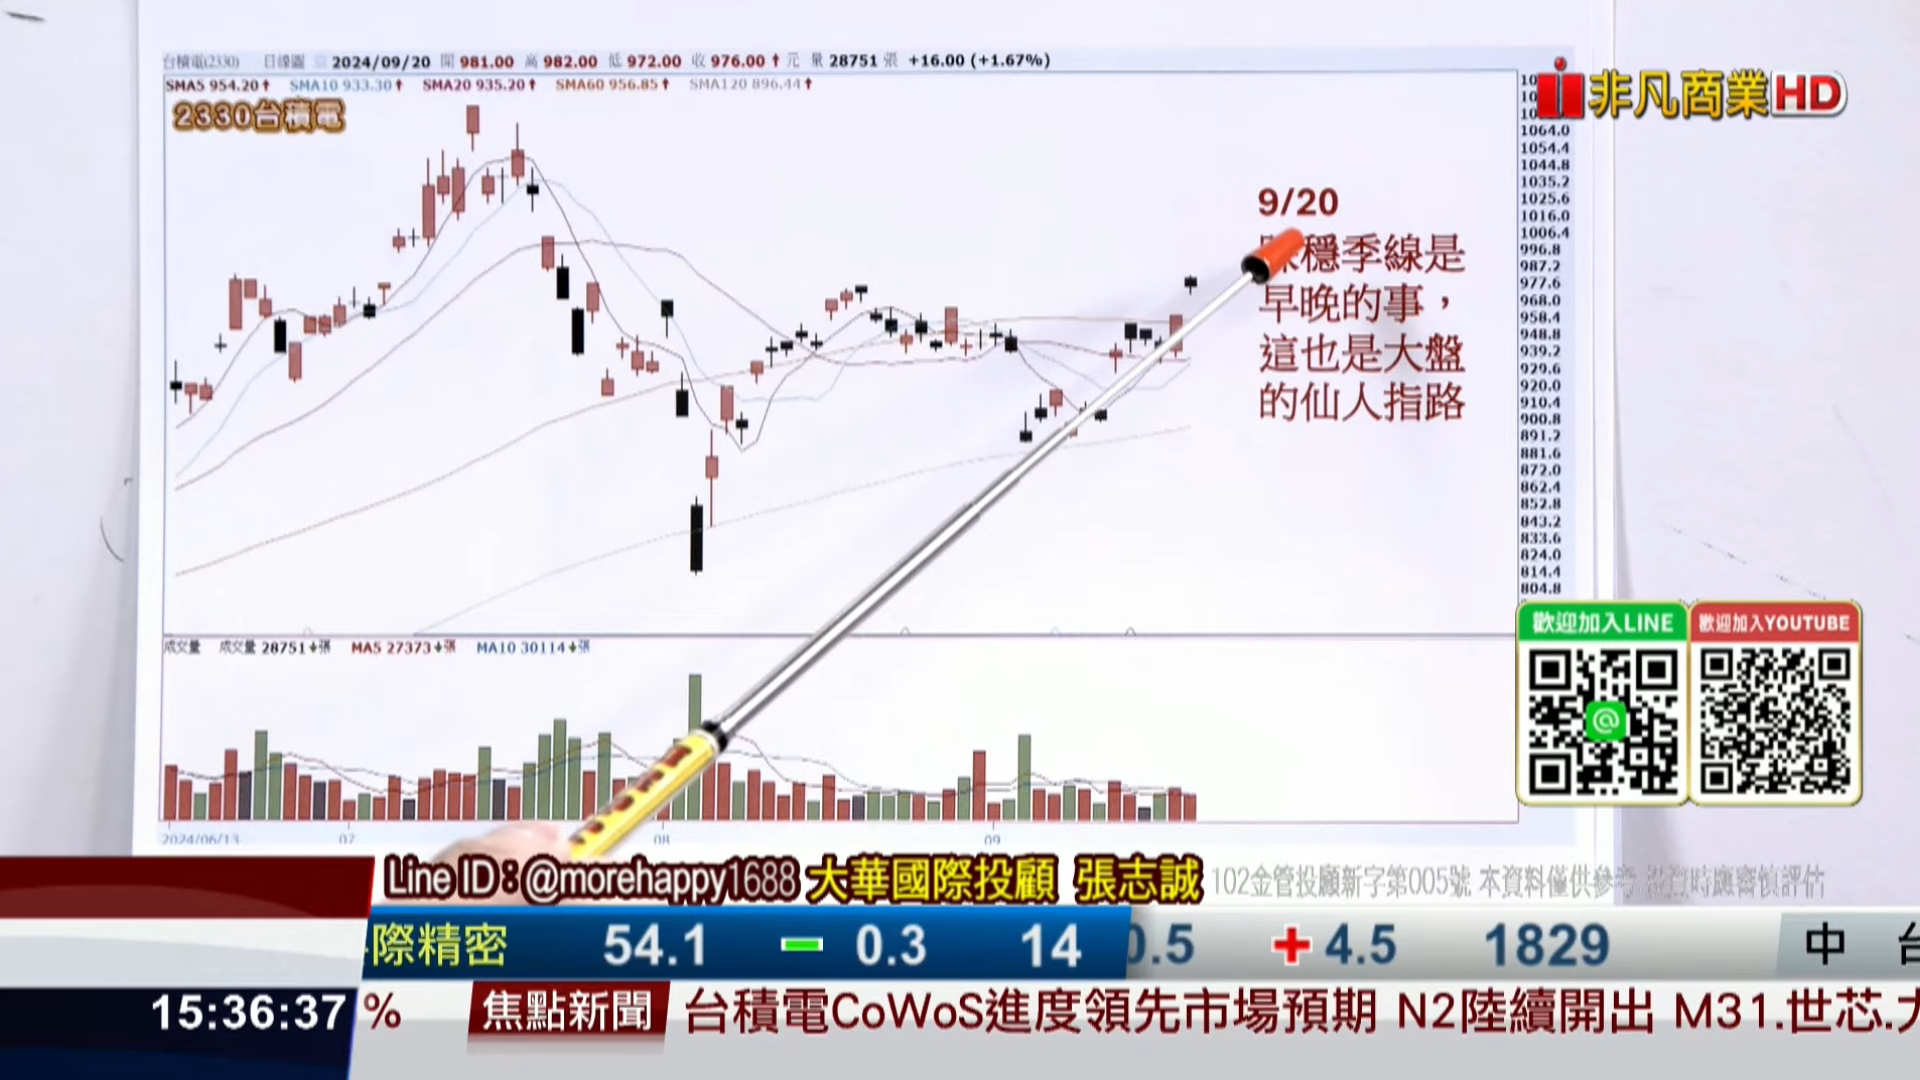 台積電(2330) 日線圖 2024/09/20 開 981.00 高 982.00 低 972.00 收 976.00 ↑ 元 量 28751 張 +16.00 (+1.67%)
SMA5 954.20↑ SMA10 933.30↑ SMA20 935.20↑ SMA60 956.85↑ SMA120 896.44↑
2330台積電
非凡商業HD
1064.0
1054.4
1044.8
1035.2
1025.6
1016.0
1006.4
996.8
987.2
977.6
968.0
958.4
948.8
939.2
929.6
920.0
910.4
900.8
891.2
881.6
872.0
862.4
852.8
843.2
833.6
824.0
814.4
804.8
9/20
穩季線是
早晚的事，
這也是大盤
的仙人指路
成交量 成交量 28751↓張 MA5 27373↓張 MA10 30114↓張
2024/06/13 07 08 09
歡迎加入LINE
歡迎加入YOUTUBE
Line ID：@morehappy1688 大華國際投顧 張志誠 102金管投顧新字第005號 本資料僅供參考 投資時應審慎評估
際精密 54.1 － 0.3 14 0.5 + 4.5 1829 中 台
15:36:37 % 焦點新聞 台積電CoWoS進度領先市場預期 N2陸續開出 M31.世芯.